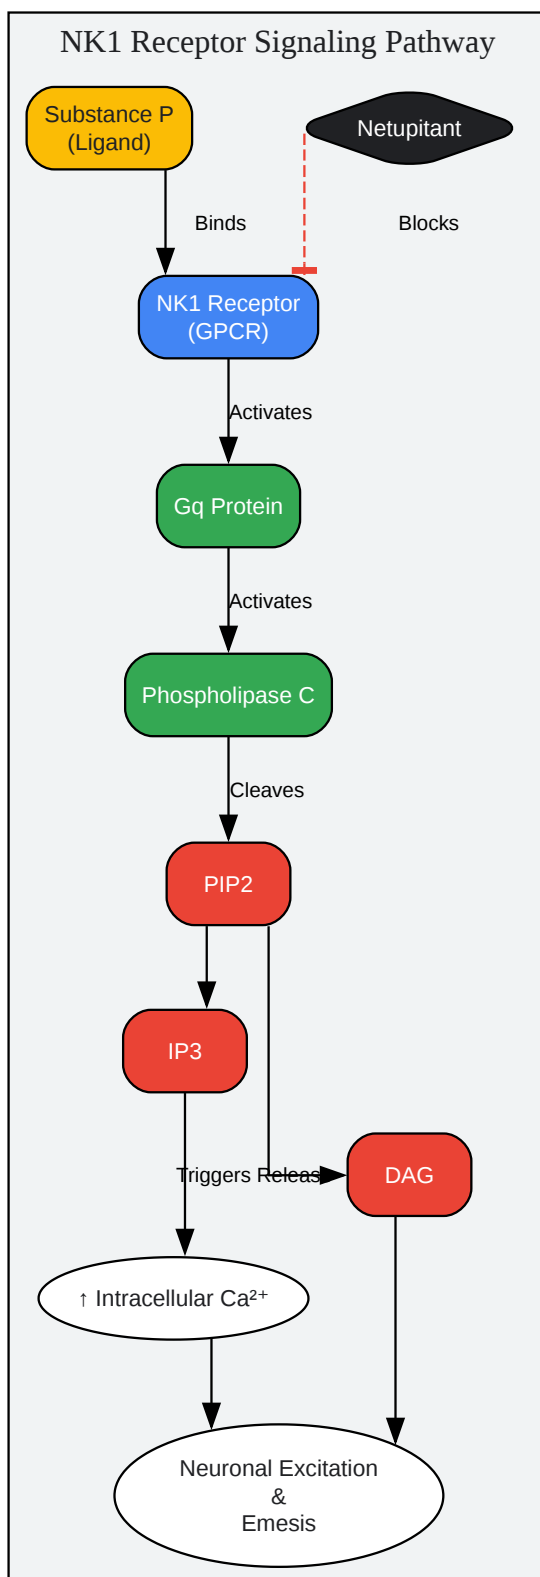 NK1 Receptor Signaling Pathway
Substance P
(Ligand)
Netupitant
Binds
Blocks
NK1 Receptor
(GPCR)
Activates
Gq Protein
Activates
Phospholipase C
Cleaves
PIP2
IP3
Triggers Releas
DAG
↑ Intracellular Ca²⁺
Neuronal Excitation
&
Emesis